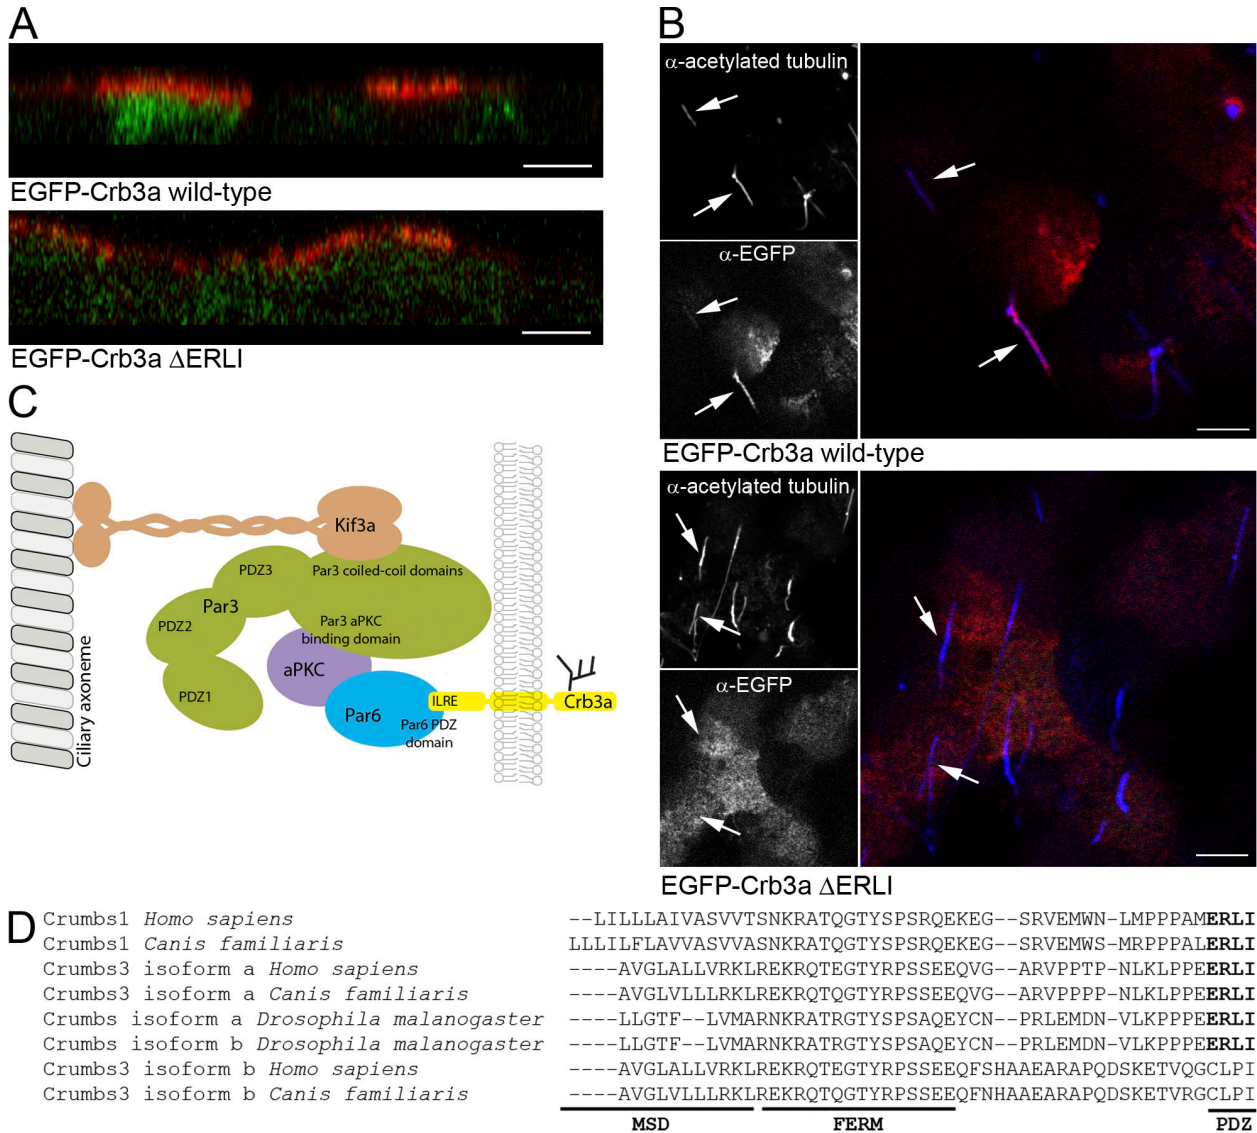 A
EGFP-Crb3a wild-type
EGFP-Crb3a ΔERLI
B
α-acetylated tubulin
α-EGFP
EGFP-Crb3a wild-type
α-acetylated tubulin
α-EGFP
EGFP-Crb3a ΔERLI
C
Ciliary axoneme
Kif3a
PDZ3
Par3 coiled-coil domains
Par3
PDZ2
Par3 aPKC
binding domain
aPKC
PDZ1
Par6
Par6 PDZ
domain
ILRE
Crb3a
D
Crumbs1 Homo sapiens --LILLLAIVASVVTSNKRATQGTYSPSRQEKEG--SRVEMWN-LMPPPAMERLI
Crumbs1 Canis familiaris LLLILFLAVVASVVASNKRATQGTYSPSRQEKEG--SRVEMWS-MRPPPALERLI
Crumbs3 isoform a Homo sapiens ----AVGLALLVRKLREKRQTEGTYRPSSEEQVG--ARVPPTP-NLKLPPEERLI
Crumbs3 isoform a Canis familiaris ----AVGLVLLLRKLREKRQTQGTYRPSSEEQVG--ARVPPPP-NLKLPPEERLI
Crumbs isoform a Drosophila malanogaster ----LLGTF--LVMARNKRATRGTYSPSAQEYCN--PRLEMDN-VLKPPPEERLI
Crumbs isoform b Drosophila malanogaster ----LLGTF--LVMARNKRATRGTYSPSAQEYCN--PRLEMDN-VLKPPPEERLI
Crumbs3 isoform b Homo sapiens ----AVGLALLVRKLREKRQTEGTYRPSSEEQFSHAAEARAPQDSKETVQGCLPI
Crumbs3 isoform b Canis familiaris ----AVGLVLLLRKLREKRQTQGTYRPSSEEQFNHAAEARAPQDSKETVRGCLPI
MSD FERM PDZ